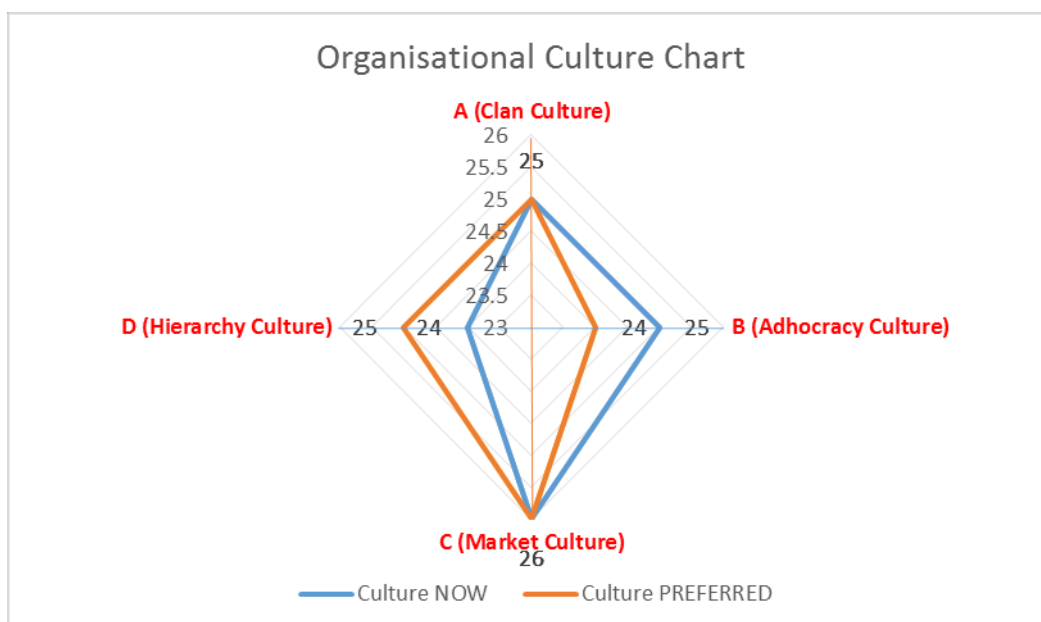 Organisational Culture Chart
A (Clan Culture)
26
25
25.5
25
24.5
24
23.5
D (Hierarchy Culture) 25 24 23 24 25 B (Adhocracy Culture)
C (Market Culture)
26
Culture NOW Culture PREFERRED